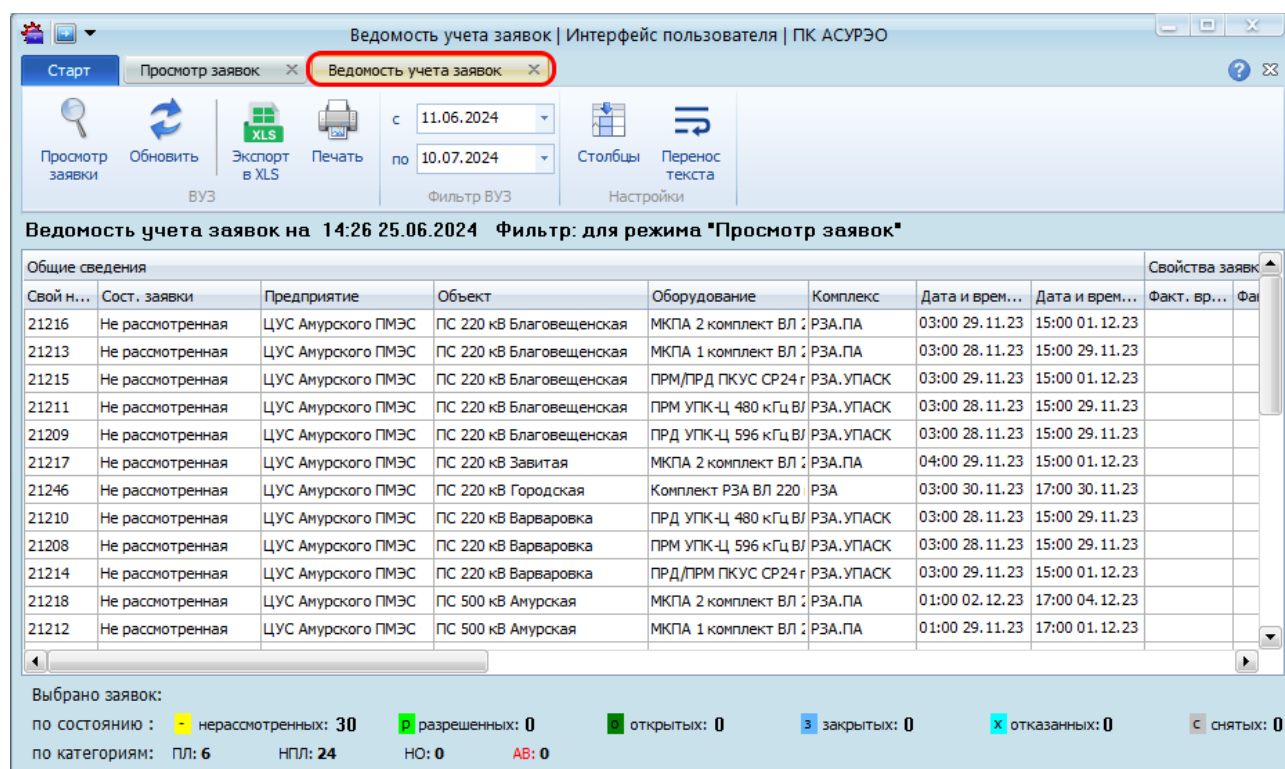 Ведомость учета заявок | Интерфейс пользователя | ПК АСУРЭО
Старт Просмотр заявок Ведомость учета заявок
Просмотр заявки Обновить Экспорт в XLS Печать с 11.06.2024 по 10.07.2024 Столбцы Перенос текста
ВУЗ Фильтр ВУЗ Настройки
Ведомость учета заявок на 14:26 25.06.2024 Фильтр: для режима "Просмотр заявок"
Общие сведения Свойства заявк
Свой н... Сост. заявки Предприятие Объект Оборудование Комплекс Дата и врем... Дата и врем... Факт. вр... Фа
21216 Не рассмотренная ЦУС Амурского ПМЭС ПС 220 кВ Благовещенская МКПА 2 комплект ВЛ 2 РЗА.ПА 03:00 29.11.23 15:00 01.12.23
21213 Не рассмотренная ЦУС Амурского ПМЭС ПС 220 кВ Благовещенская МКПА 1 комплект ВЛ 2 РЗА.ПА 03:00 28.11.23 15:00 29.11.23
21215 Не рассмотренная ЦУС Амурского ПМЭС ПС 220 кВ Благовещенская ПРМ/ПРД ПКУС СР24 г РЗА.УПАСК 03:00 29.11.23 15:00 01.12.23
21211 Не рассмотренная ЦУС Амурского ПМЭС ПС 220 кВ Благовещенская ПРМ УПК-Ц 480 кГц ВЛ РЗА.УПАСК 03:00 28.11.23 15:00 29.11.23
21209 Не рассмотренная ЦУС Амурского ПМЭС ПС 220 кВ Благовещенская ПРД УПК-Ц 596 кГц ВЛ РЗА.УПАСК 03:00 28.11.23 15:00 29.11.23
21217 Не рассмотренная ЦУС Амурского ПМЭС ПС 220 кВ Завитая МКПА 2 комплект ВЛ 2 РЗА.ПА 04:00 29.11.23 15:00 01.12.23
21246 Не рассмотренная ЦУС Амурского ПМЭС ПС 220 кВ Городская Комплект РЗА ВЛ 220 РЗА 03:00 30.11.23 17:00 30.11.23
21210 Не рассмотренная ЦУС Амурского ПМЭС ПС 220 кВ Варваровка ПРД УПК-Ц 480 кГц ВЛ РЗА.УПАСК 03:00 28.11.23 15:00 29.11.23
21208 Не рассмотренная ЦУС Амурского ПМЭС ПС 220 кВ Варваровка ПРМ УПК-Ц 596 кГц ВЛ РЗА.УПАСК 03:00 28.11.23 15:00 29.11.23
21214 Не рассмотренная ЦУС Амурского ПМЭС ПС 220 кВ Варваровка ПРД/ПРМ ПКУС СР24 г РЗА.УПАСК 03:00 29.11.23 15:00 01.12.23
21218 Не рассмотренная ЦУС Амурского ПМЭС ПС 500 кВ Амурская МКПА 2 комплект ВЛ 2 РЗА.ПА 01:00 02.12.23 17:00 04.12.23
21212 Не рассмотренная ЦУС Амурского ПМЭС ПС 500 кВ Амурская МКПА 1 комплект ВЛ 2 РЗА.ПА 01:00 29.11.23 17:00 01.12.23
Выбрано заявок:
по состоянию : - нерассмотренных: 30 р разрешенных: 0 о открытых: 0 з закрытых: 0 х отказанных: 0 с снятых: 0
по категориям: ПЛ: 6 НПЛ: 24 НО: 0 АВ: 0